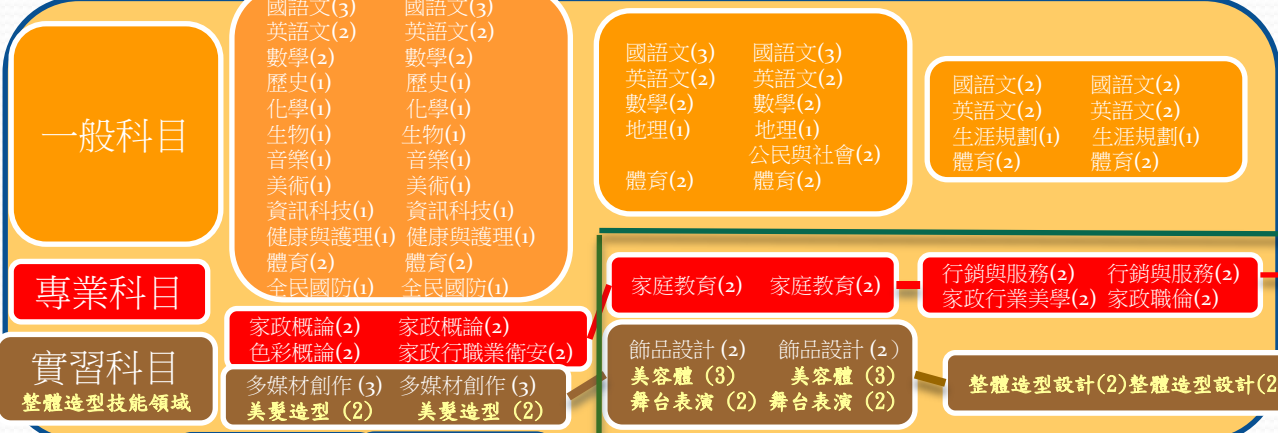 一般科目
國語文(3) 國語文(3)
英語文(2) 英語文(2)
數學(2) 數學(2)
歷史(1) 歷史(1)
化學(1) 化學(1)
生物(1) 生物(1)
音樂(1) 音樂(1)
美術(1) 美術(1)
資訊科技(1) 資訊科技(1)
健康與護理(1) 健康與護理(1)
體育(2) 體育(2)
全民國防(1) 全民國防(1)
國語文(3) 國語文(3)
英語文(2) 英語文(2)
數學(2) 數學(2)
地理(1) 地理(1)
公民與社會(2)
體育(2) 體育(2)
國語文(2) 國語文(2)
英語文(2) 英語文(2)
生涯規劃(1) 生涯規劃(1)
體育(2) 體育(2)
專業科目
家政概論(2) 家政概論(2)
色彩概論(2) 家政行職業衛安(2)
家庭教育(2) 家庭教育(2)
行銷與服務(2) 行銷與服務(2)
家政行業美學(2) 家政職倫(2)
實習科目
整體造型技能領域
多媒材創作 (3) 多媒材創作 (3)
美髮造型 (2) 美髮造型 (2)
飾品設計 (2) 飾品設計 (2)
美容體 (3) 美容體 (3)
舞台表演 (2) 舞台表演 (2)
整體造型設計(2)整體造型設計(2